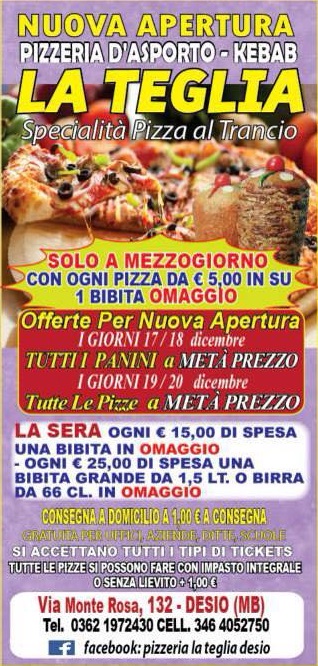 NUOVA APERTURA
PIZZERIA D'ASPORTO - KEBAB
LA TEGLIA
Specialità Pizza al Trancio
SOLO A MEZZOGIORNO
CON OGNI PIZZA DA € 5,00 IN SU
1 BIBITA OMAGGIO
Offerte Per Nuova Apertura
I GIORNI 17/18 dicembre
TUTTI I PANINI a METÀ PREZZO
I GIORNI 19/20 dicembre
Tutte Le Pizze a METÀ PREZZO
LA SERA OGNI € 15,00 DI SPESA
UNA BIBITA IN OMAGGIO
- OGNI € 25,00 DI SPESA UNA
BIBITA GRANDE DA 1,5 LT. O BIRRA
DA 66 CL. IN OMAGGIO
CONSEGNA A DOMICILIO A 1,00 € A CONSEGNA
GRATUITA PER UFFICI, AZIENDE, DITTE, SCUOLE
SI ACCETTANO TUTTI I TIPI DI TICKETS
TUTTE LE PIZZE SI POSSONO FARE CON IMPASTO INTEGRALE
O SENZA LIEVITO + 1,00 €
Via Monte Rosa, 132 - DESIO (MB)
Tel. 0362 1972430 CELL. 346 4052750
f facebook: pizzeria la teglia desio